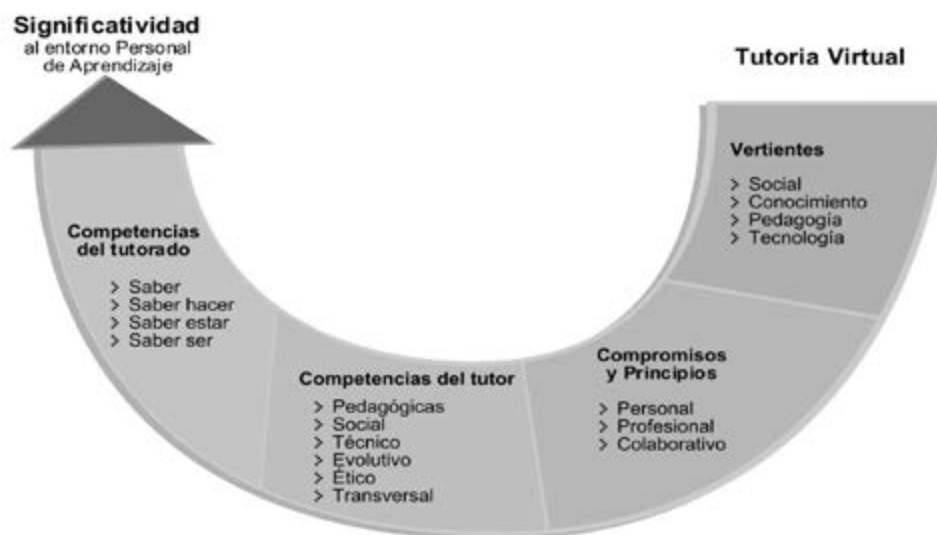 Significatividad
al entorno Personal
de Aprendizaje
Tutoria Virtual
Vertientes
> Social
> Conocimiento
> Pedagogía
> Tecnología
Compromisos
y Principios
> Personal
> Profesional
> Colaborativo
Competencias del tutor
> Pedagógicas
> Social
> Técnico
> Evolutivo
> Ético
> Transversal
Competencias
del tutorado
> Saber
> Saber hacer
> Saber estar
> Saber ser